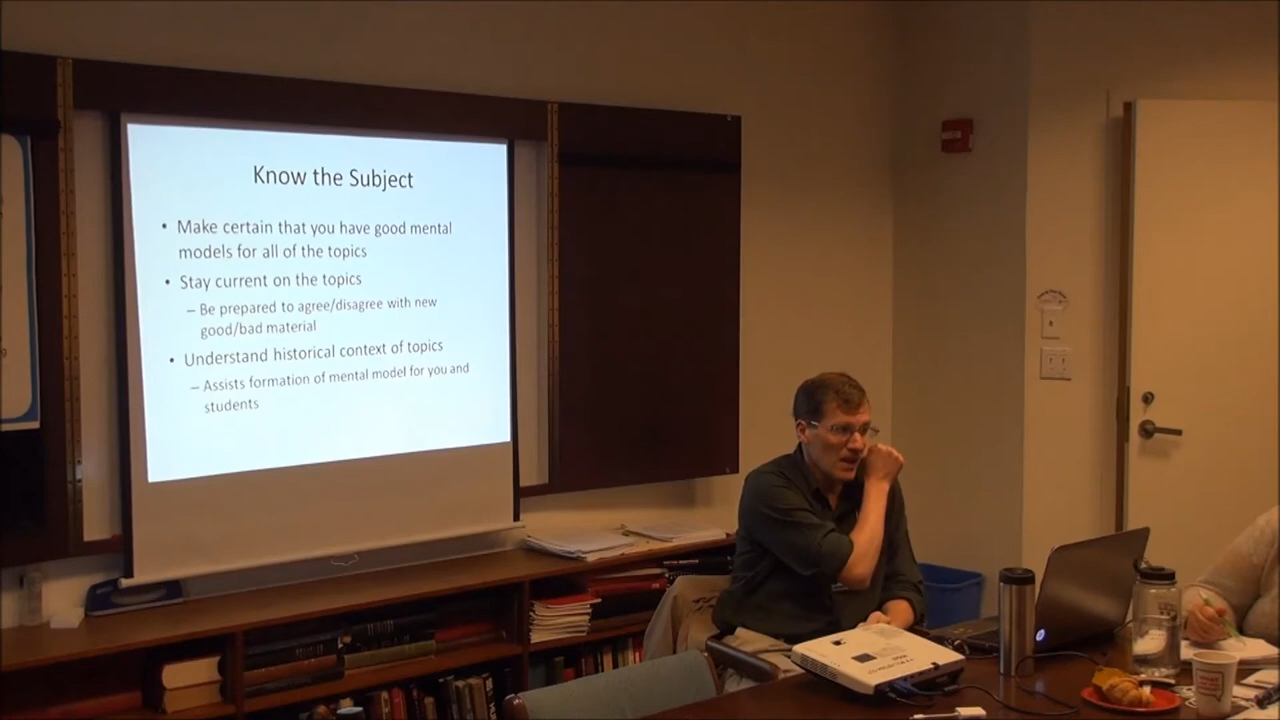 Know the Subject
• Make certain that you have good mental
models for all of the topics
• Stay current on the topics
– Be prepared to agree/disagree with new
good/bad material
• Understand historical context of topics
– Assists formation of mental model for you and
students